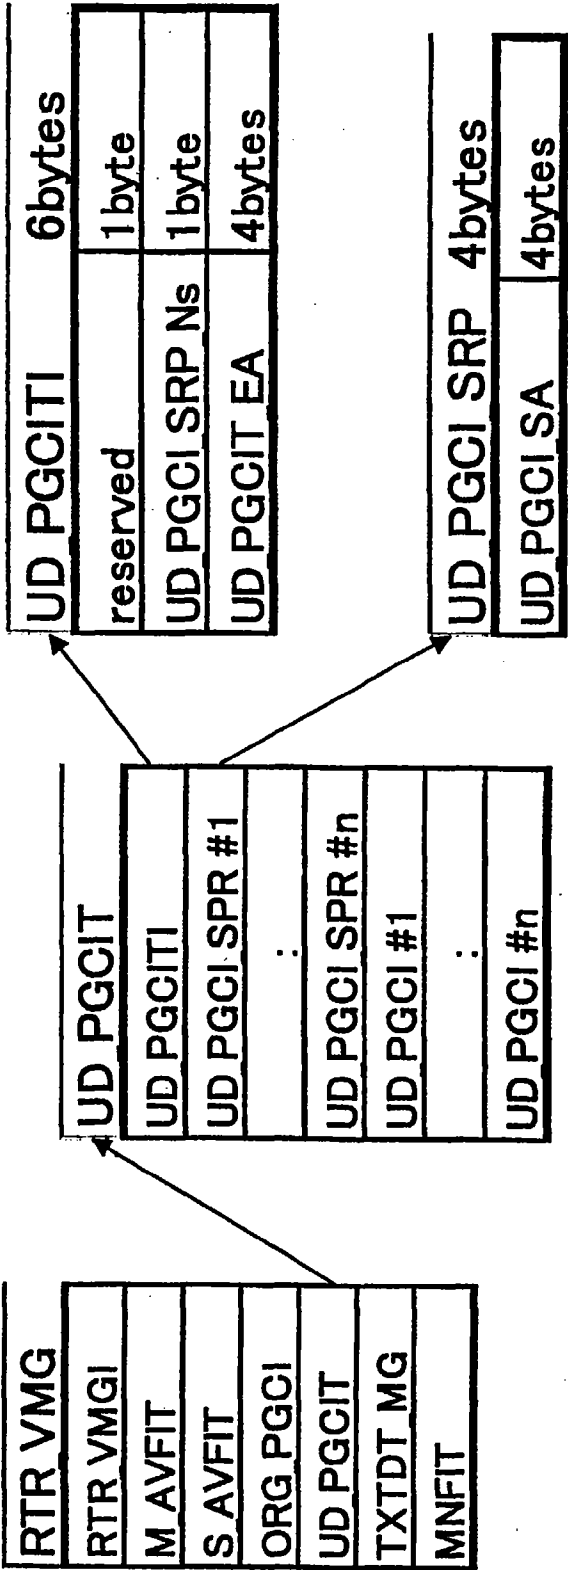 RTR VMG
RTR VMGI
M AVFIT
S AVFIT
ORG PGCI
UD PGCIT
TXTDT MG
MNFIT
UD PGCIT
UD PGCITI
UD PGCI SPR #1
:
UD PGCI SPR #n
UD PGCI #1
:
UD PGCI #n
UD PGCITI 6bytes
reserved 1byte
UD PGCI SRP Ns 1byte
UD PGCIT EA 4bytes
UD PGCI SRP 4bytes
UD PGCI SA 4bytes